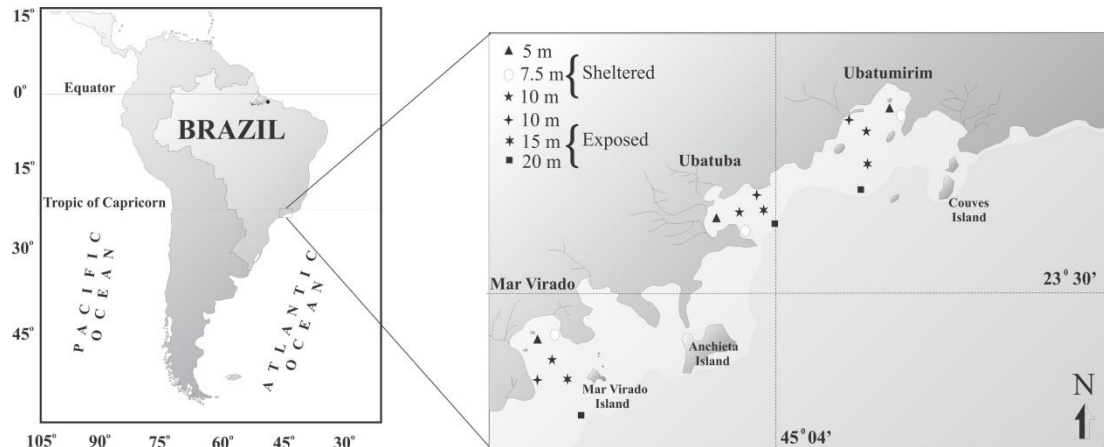 15°
0°
15°
30°
45°
105° 90° 75° 60° 45° 30°
Equator
BRAZIL
Tropic of Capricorn
PACIFIC
OCEAN
ATLANTIC
OCEAN
5 m
7.5 m
Sheltered
10 m
10 m
15 m
Exposed
20 m
Ubatumirim
Ubatuba
Couves
Island
Mar Virado
23° 30'
Anchieta
Island
Mar Virado
Island
N
45° 04'